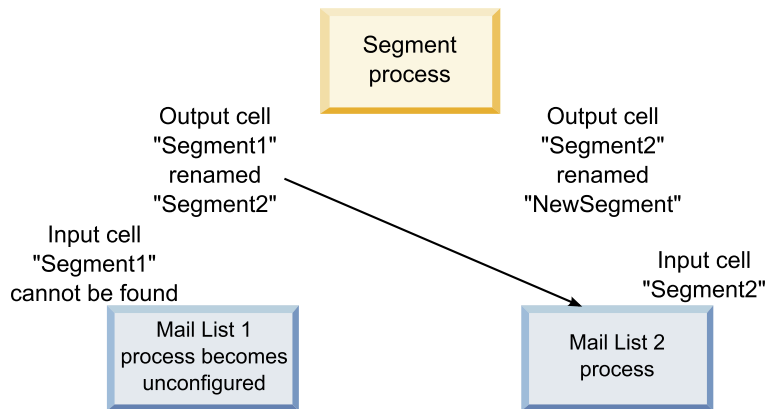 Segment
process
Output cell
"Segment1"
renamed
"Segment2"
Output cell
"Segment2"
renamed
"NewSegment"
Input cell
"Segment1"
cannot be found
Input cell
"Segment2"
Mail List 1
process becomes
unconfigured
Mail List 2
process